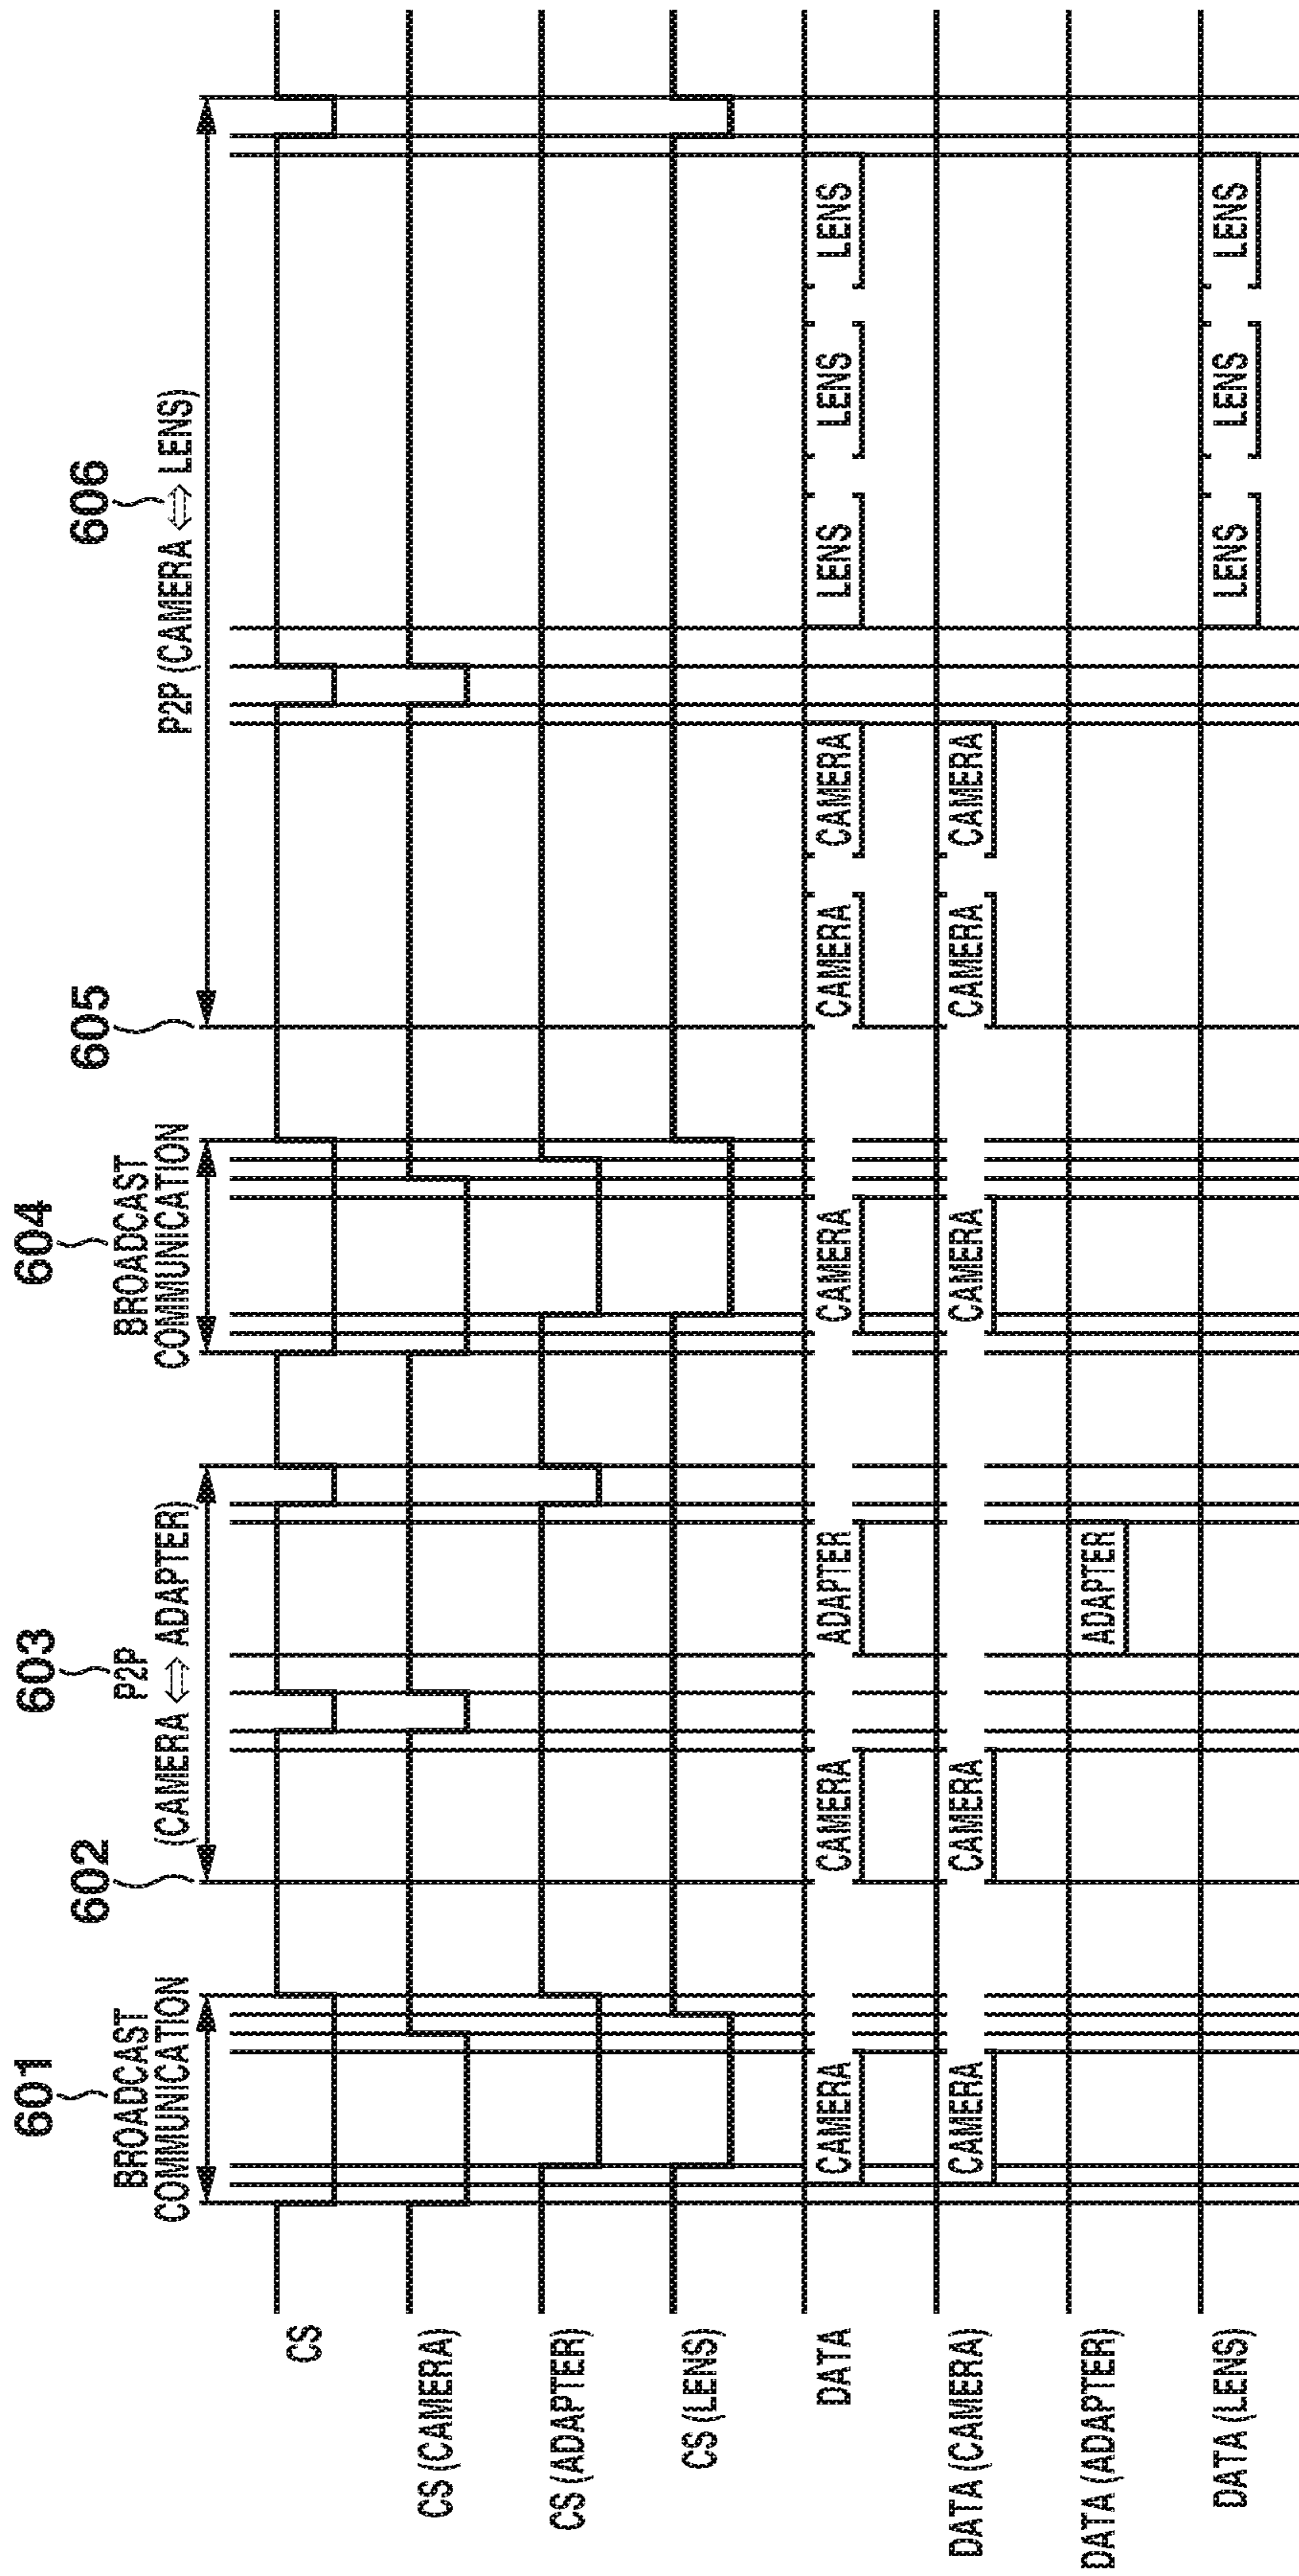 601
BROADCAST
COMMUNICATION
602
603
P2P
(CAMERA ⇔ ADAPTER)
604
BROADCAST
COMMUNICATION
605
606
P2P (CAMERA ⇔ LENS)
CS
CS (CAMERA)
CS (ADAPTER)
CS (LENS)
DATA
CAMERA
CAMERA
ADAPTER
CAMERA
CAMERA
CAMERA
LENS
LENS
LENS
DATA (CAMERA)
CAMERA
CAMERA
CAMERA
CAMERA
CAMERA
DATA (ADAPTER)
ADAPTER
DATA (LENS)
LENS
LENS
LENS